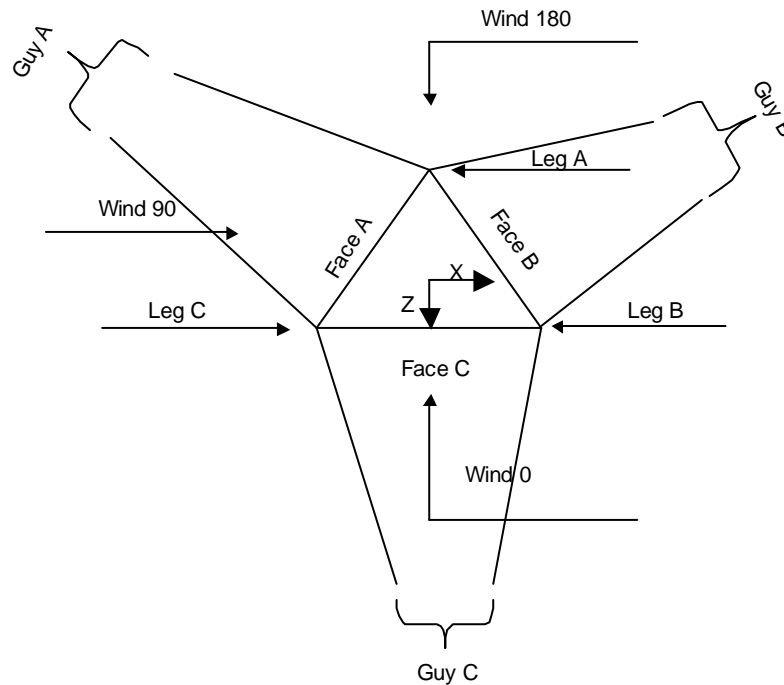 Wind 180
Guy A
Guy B
Leg A
Wind 90
Face A
Face B
X
Z
Leg C
Leg B
Face C
Wind 0
Guy C